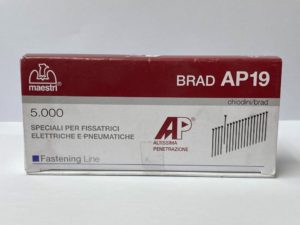 maestri
BRAD AP19
chiodini/brad
5.000
SPECIALI PER FISSATRICI
ELETTRICHE E PNEUMATICHE
AP
ALTISSIMA
PENETRAZIONE
Fastening Line